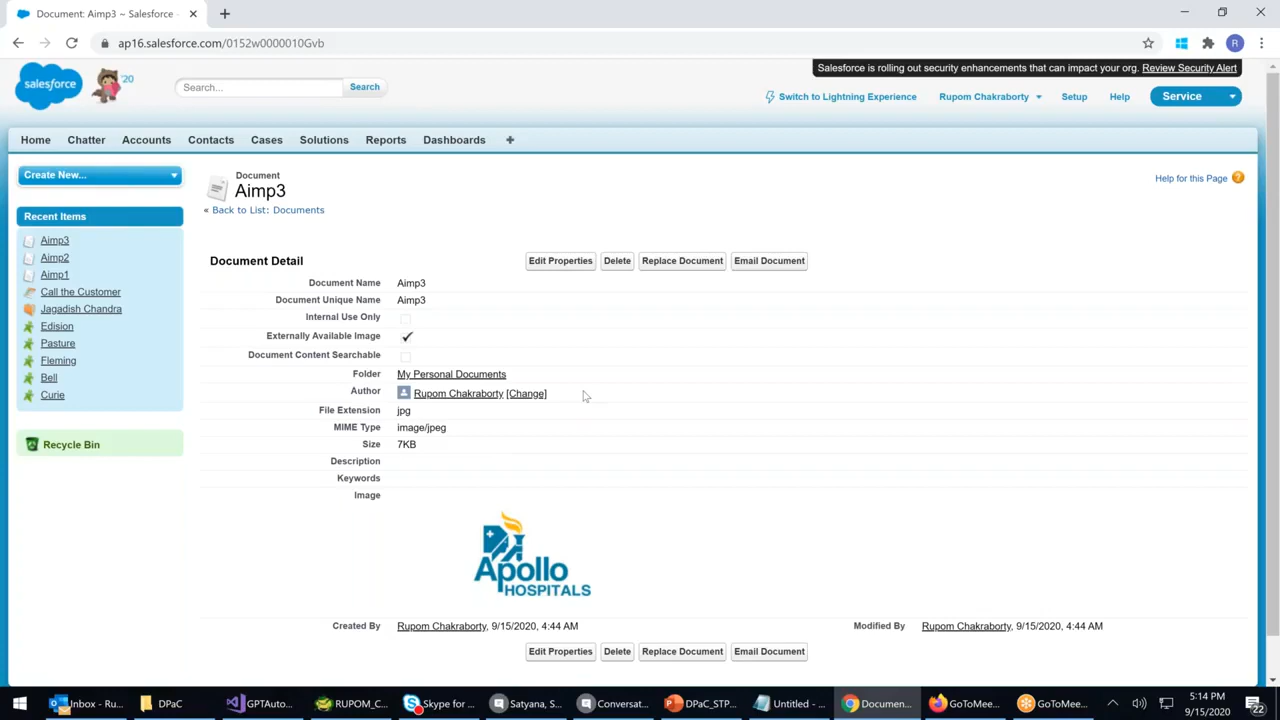 Document: Aimp3 ~ Salesforce
ap16.salesforce.com/0152w0000010Gvb
R
Salesforce is rolling out security enhancements that can impact your org. Review Security Alert
salesforce
'20
Search...
Search
Switch to Lightning Experience
Rupom Chakraborty
Setup
Help
Service
Home
Chatter
Accounts
Contacts
Cases
Solutions
Reports
Dashboards
Create New...
Document
Aimp3
Help for this Page
« Back to List: Documents
Recent Items
Aimp3
Aimp2
Aimp1
Call the Customer
Jagadish Chandra
Edision
Pasture
Fleming
Bell
Curie
Recycle Bin
Document Detail
Edit Properties
Delete
Replace Document
Email Document
Document Name Aimp3
Document Unique Name Aimp3
Internal Use Only
Externally Available Image
Document Content Searchable
Folder My Personal Documents
Author Rupom Chakraborty [Change]
File Extension jpg
MIME Type image/jpeg
Size 7KB
Description
Keywords
Image
Apollo
HOSPITALS
Created By Rupom Chakraborty, 9/15/2020, 4:44 AM
Modified By Rupom Chakraborty, 9/15/2020, 4:44 AM
Edit Properties
Delete
Replace Document
Email Document
Inbox - Ru...
DPaC
GPTAuto...
RUPOM_C...
Skype for ...
Satyana, S...
Conversat...
DPaC_STP...
Untitled - ...
Documen...
GoToMee...
GoToMee...
5:14 PM
9/15/2020
22